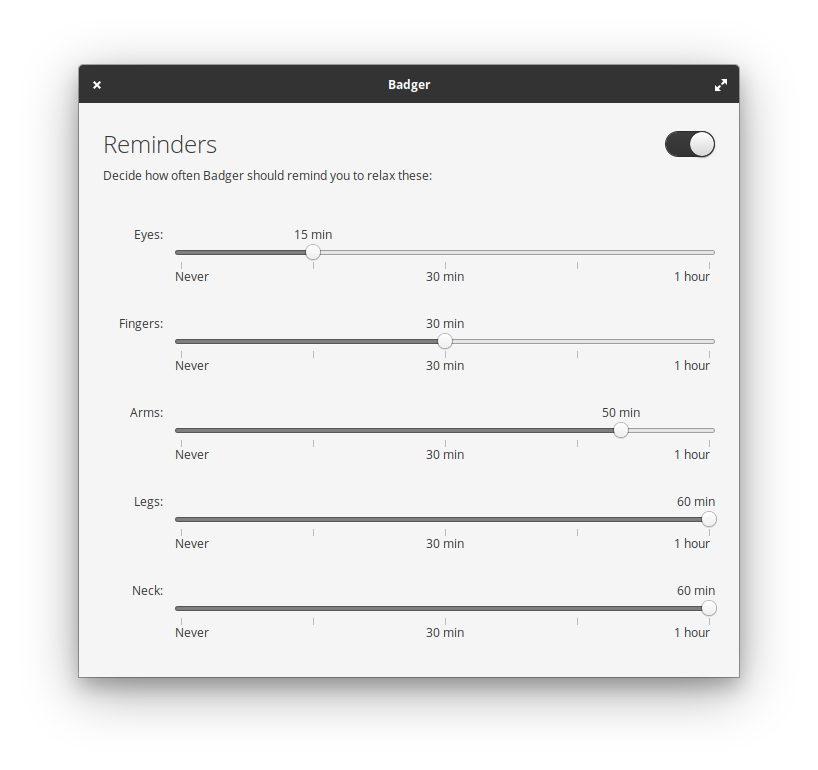 Badger
Reminders
Decide how often Badger should remind you to relax these:
Eyes: 15 min
Never 30 min 1 hour
Fingers: 30 min
Never 30 min 1 hour
Arms: 50 min
Never 30 min 1 hour
Legs: 60 min
Never 30 min 1 hour
Neck: 60 min
Never 30 min 1 hour